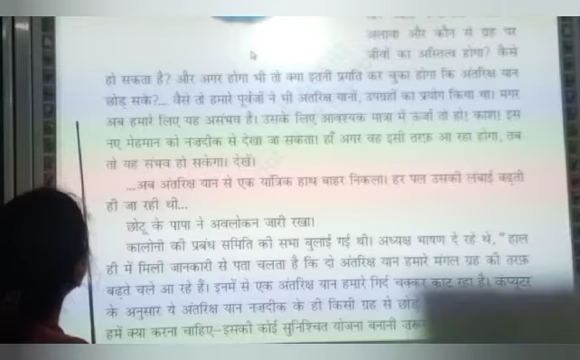 अलावा और कौन से ग्रह पर
जीवों का अस्तित्व होगा? कैसे
हो सकता है? और अगर होगा भी तो क्या इतनी प्रगति कर चुका होगा कि अंतरिक्ष यान
छोड़ सके?... वैसे तो हमारे पूर्वजों ने भी अंतरिक्ष यानों, उपग्रहों का प्रयोग किया था। मगर
अब हमारे लिए यह असंभव है। उसके लिए आवश्यक मात्रा में ऊर्जा तो हो! काश! इस
नए मेहमान को नज़दीक से देखा जा सकता। हाँ अगर वह इसी तरफ़ आ रहा होगा, तब
तो यह संभव हो सकेगा। देखें।
...अब अंतरिक्ष यान से एक यांत्रिक हाथ बाहर निकला। हर पल उसकी लंबाई बढ़ती
ही जा रही थी...
छोटू के पापा ने अवलोकन जारी रखा।
कालोनी की प्रबंध समिति की सभा बुलाई गई थी। अध्यक्ष भाषण दे रहे थे, "हाल
ही में मिली जानकारी से पता चलता है कि दो अंतरिक्ष यान हमारे मंगल ग्रह की तरफ़
बढ़ते चले आ रहे हैं। इनमें से एक अंतरिक्ष यान हमारे गिर्द चक्कर काट रहा है। कंप्यूटर
के अनुसार ये अंतरिक्ष यान नज़दीक के ही किसी ग्रह से छोड़े
हमें क्या करना चाहिए–इसकी कोई सुनिश्चित योजना बनानी